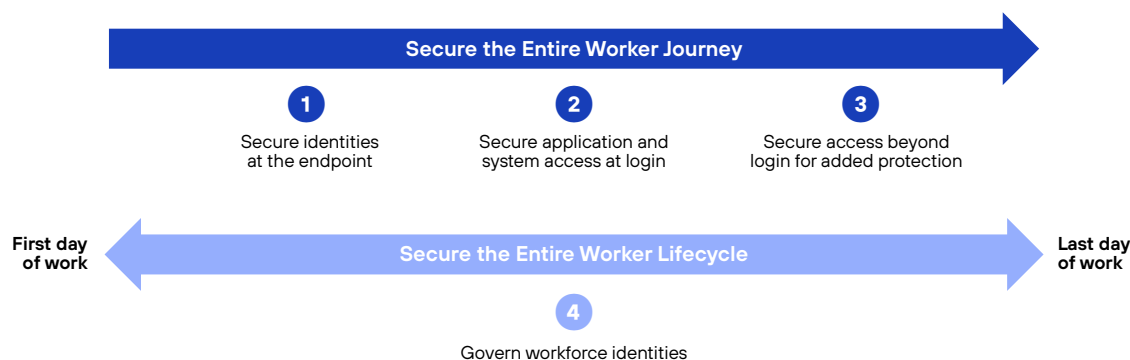 Secure the Entire Worker Journey
1
Secure identities
at the endpoint
2
Secure application and
system access at login
3
Secure access beyond
login for added protection
First day
of work
Secure the Entire Worker Lifecycle
Last day
of work
4
Govern workforce identities